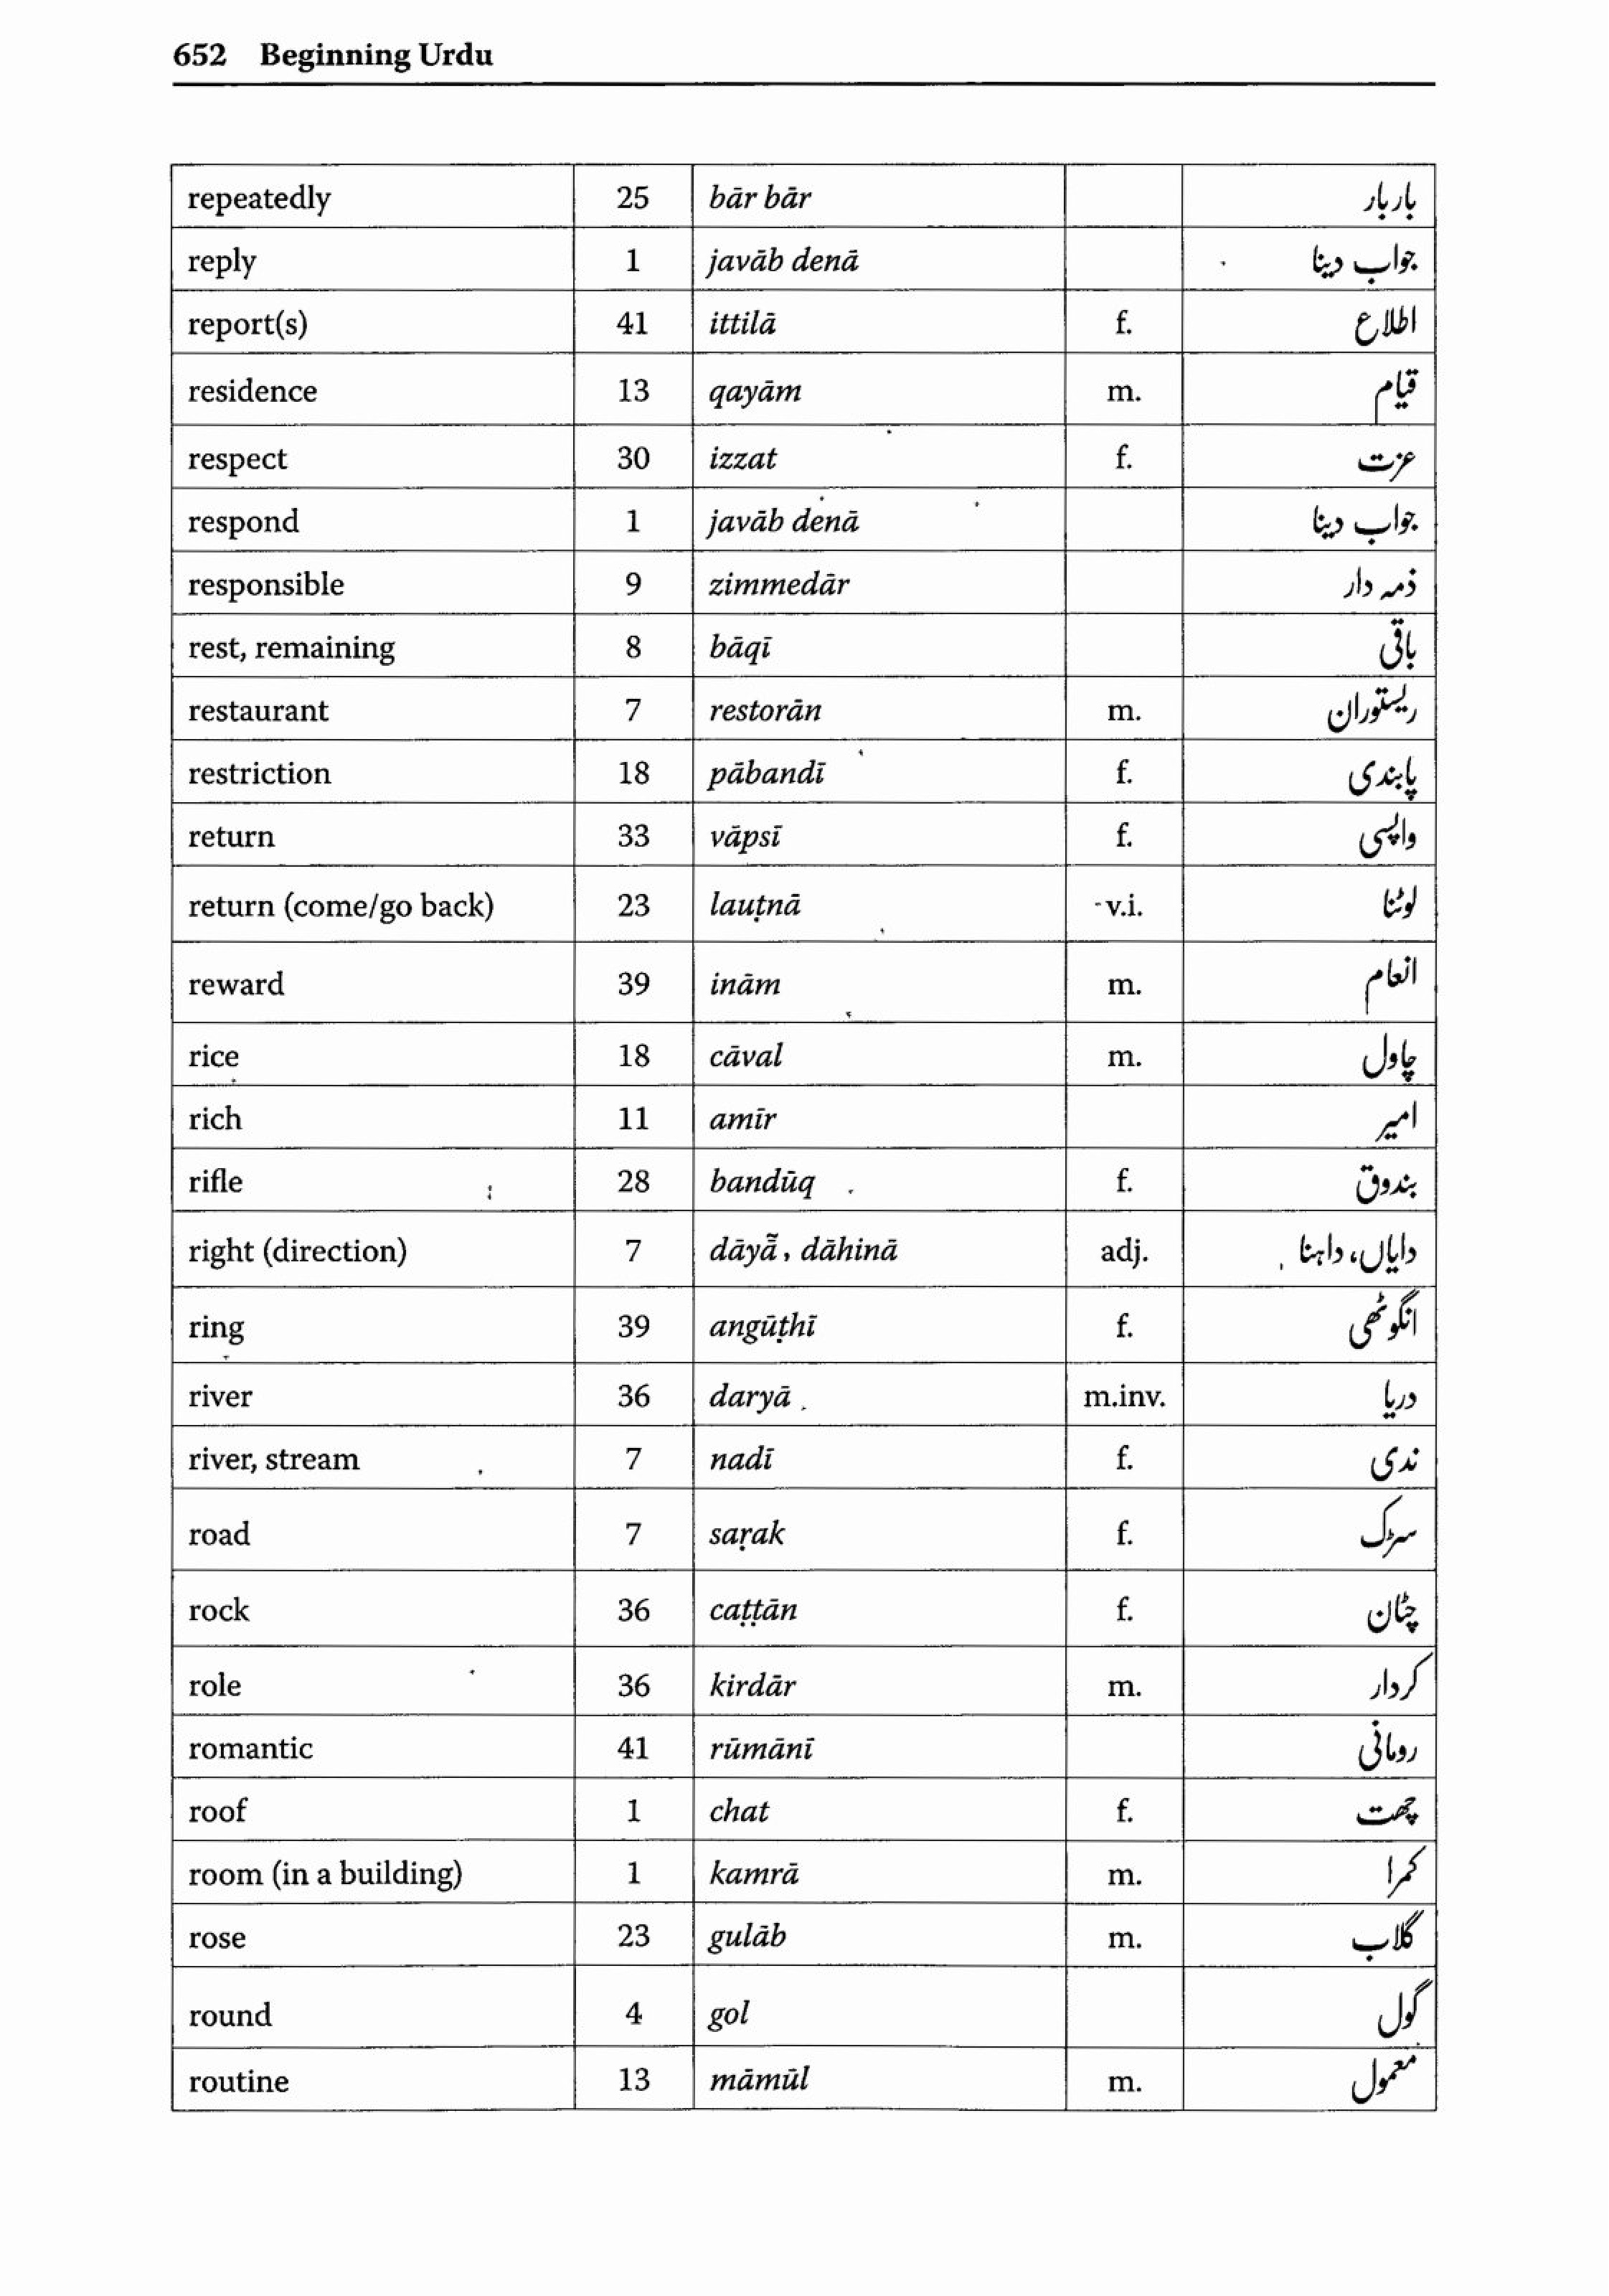 652 Beginning Urdu
repeatedly 25 bār bār بار بار
reply 1 javāb denā جواب دینا
report(s) 41 ittilā f. اطلاع
residence 13 qayām m. قیام
respect 30 izzat f. عزت
respond 1 javāb denā جواب دینا
responsible 9 zimmedār ذمہ دار
rest, remaining 8 bāqī باقی
restaurant 7 restorān m. ریستوران
restriction 18 pābandī f. پابندی
return 33 vāpsī f. واپسی
return (come/go back) 23 lauṭnā v.i. لوٹنا
reward 39 inām m. انعام
rice 18 cāval m. چاول
rich 11 amīr امیر
rifle 28 bandūq f. بندوق
right (direction) 7 dāyā̃, dāhinā adj. دایاں، داہنا
ring 39 angūṭhī f. انگوٹھی
river 36 daryā m.inv. دریا
river, stream 7 nadī f. ندی
road 7 saṛak f. سڑک
rock 36 caṭṭān f. چٹان
role 36 kirdār m. کردار
romantic 41 rūmānī رومانی
roof 1 chat f. چھت
room (in a building) 1 kamrā m. کمرا
rose 23 gulāb m. گلاب
round 4 gol گول
routine 13 māmūl m. معمول